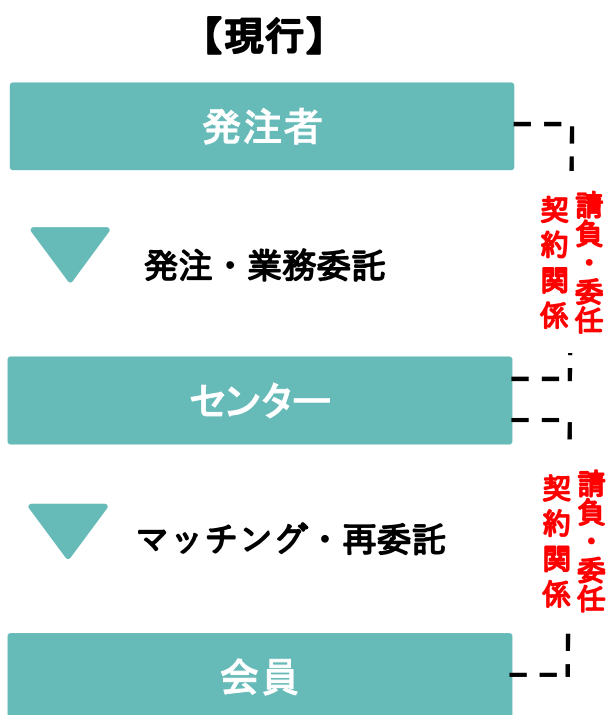 【現行】
発注者
請負・委任
契約関係
発注・業務委託
センター
マッチング・再委託
請負・委任
契約関係
会員